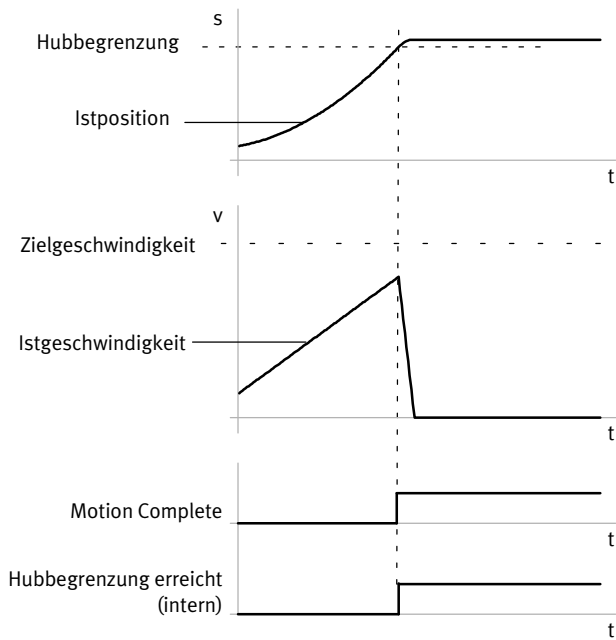 s
Hubbegrenzung
Istposition
t
v
Zielgeschwindigkeit
Istgeschwindigkeit
t
Motion Complete
t
Hubbegrenzung erreicht
(intern)
t